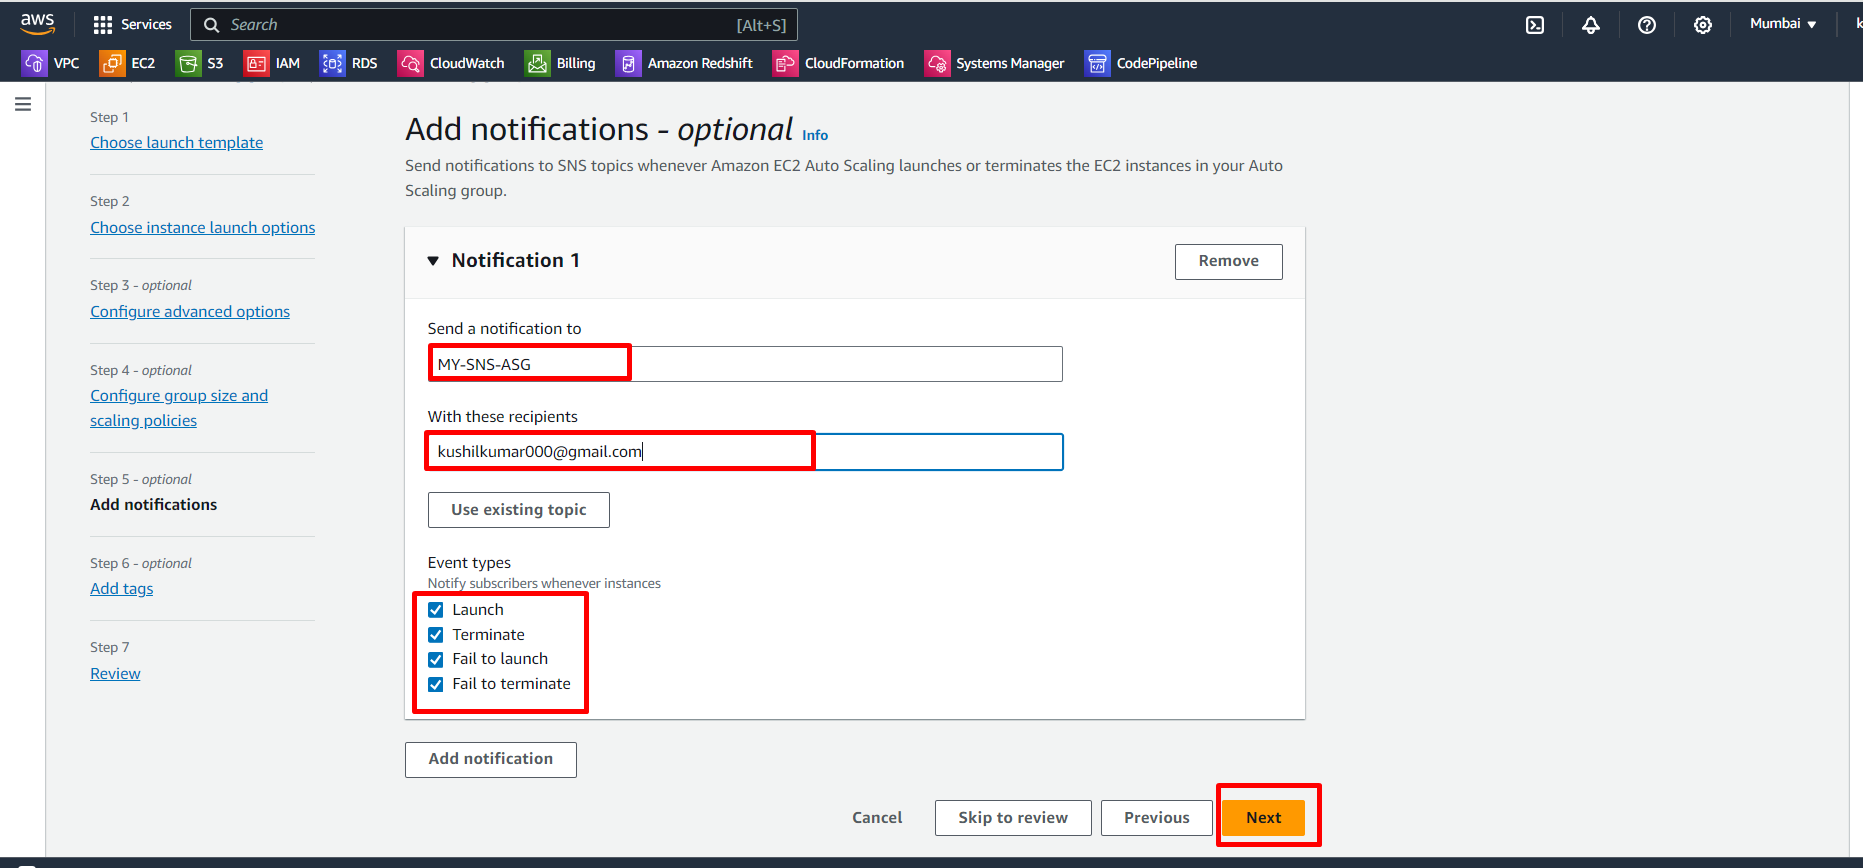 aws
Services
Search
[Alt+S]
Mumbai
VPC
EC2
S3
IAM
RDS
CloudWatch
Billing
Amazon Redshift
CloudFormation
Systems Manager
CodePipeline
Step 1
Choose launch template
Step 2
Choose instance launch options
Step 3 - optional
Configure advanced options
Step 4 - optional
Configure group size and
scaling policies
Step 5 - optional
Add notifications
Step 6 - optional
Add tags
Step 7
Review
Add notifications - optional Info
Send notifications to SNS topics whenever Amazon EC2 Auto Scaling launches or terminates the EC2 instances in your Auto
Scaling group.
Notification 1
Remove
Send a notification to
MY-SNS-ASG
With these recipients
kushilkumar000@gmail.com
Use existing topic
Event types
Notify subscribers whenever instances
Launch
Terminate
Fail to launch
Fail to terminate
Add notification
Cancel
Skip to review
Previous
Next